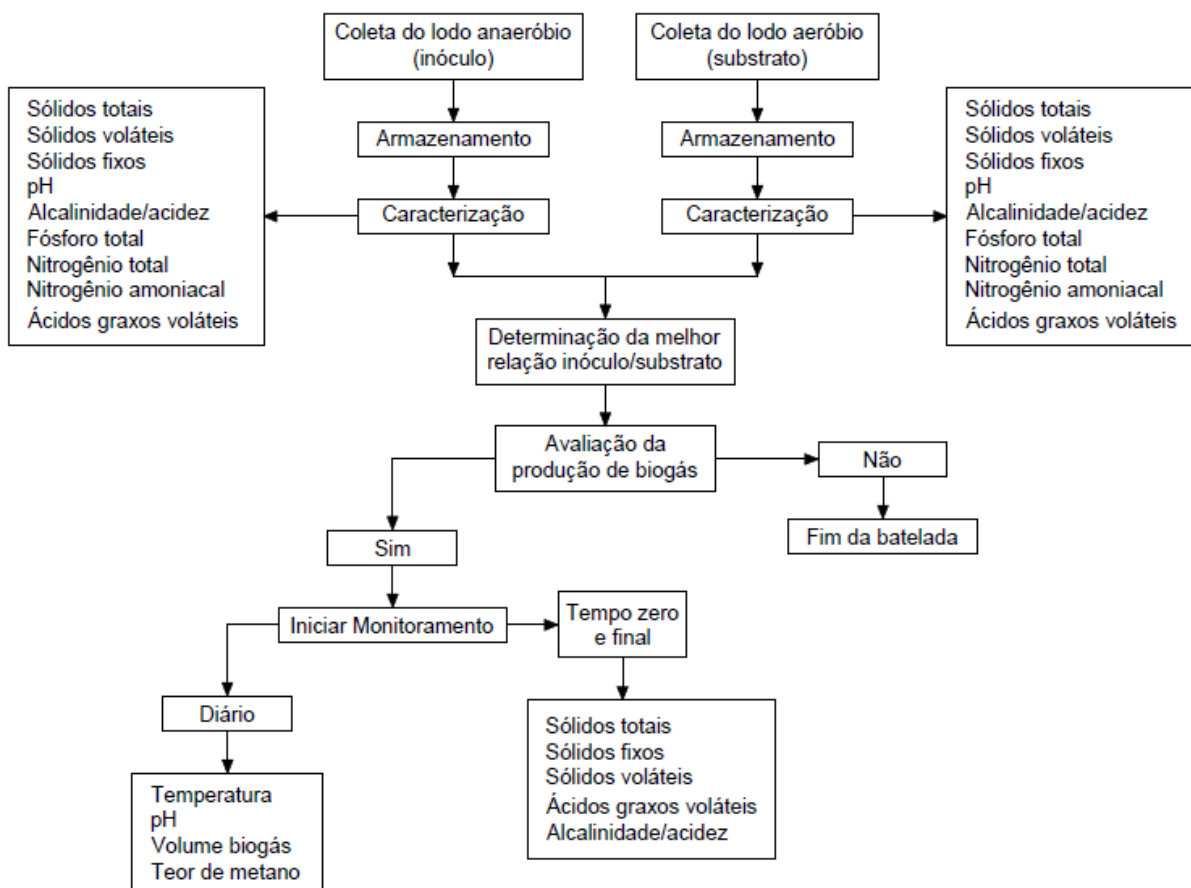 Coleta do lodo anaeróbio
(inóculo)
Coleta do lodo aeróbio
(substrato)
Armazenamento
Armazenamento
Caracterização
Caracterização
Sólidos totais
Sólidos voláteis
Sólidos fixos
pH
Alcalinidade/acidez
Fósforo total
Nitrogênio total
Nitrogênio amoniacal
Ácidos graxos voláteis
Sólidos totais
Sólidos voláteis
Sólidos fixos
pH
Alcalinidade/acidez
Fósforo total
Nitrogênio total
Nitrogênio amoniacal
Ácidos graxos voláteis
Determinação da melhor
relação inóculo/substrato
Avaliação da
produção de biogás
Não
Fim da batelada
Sim
Iniciar Monitoramento
Tempo zero
e final
Diário
Sólidos totais
Sólidos fixos
Sólidos voláteis
Ácidos graxos voláteis
Alcalinidade/acidez
Temperatura
pH
Volume biogás
Teor de metano